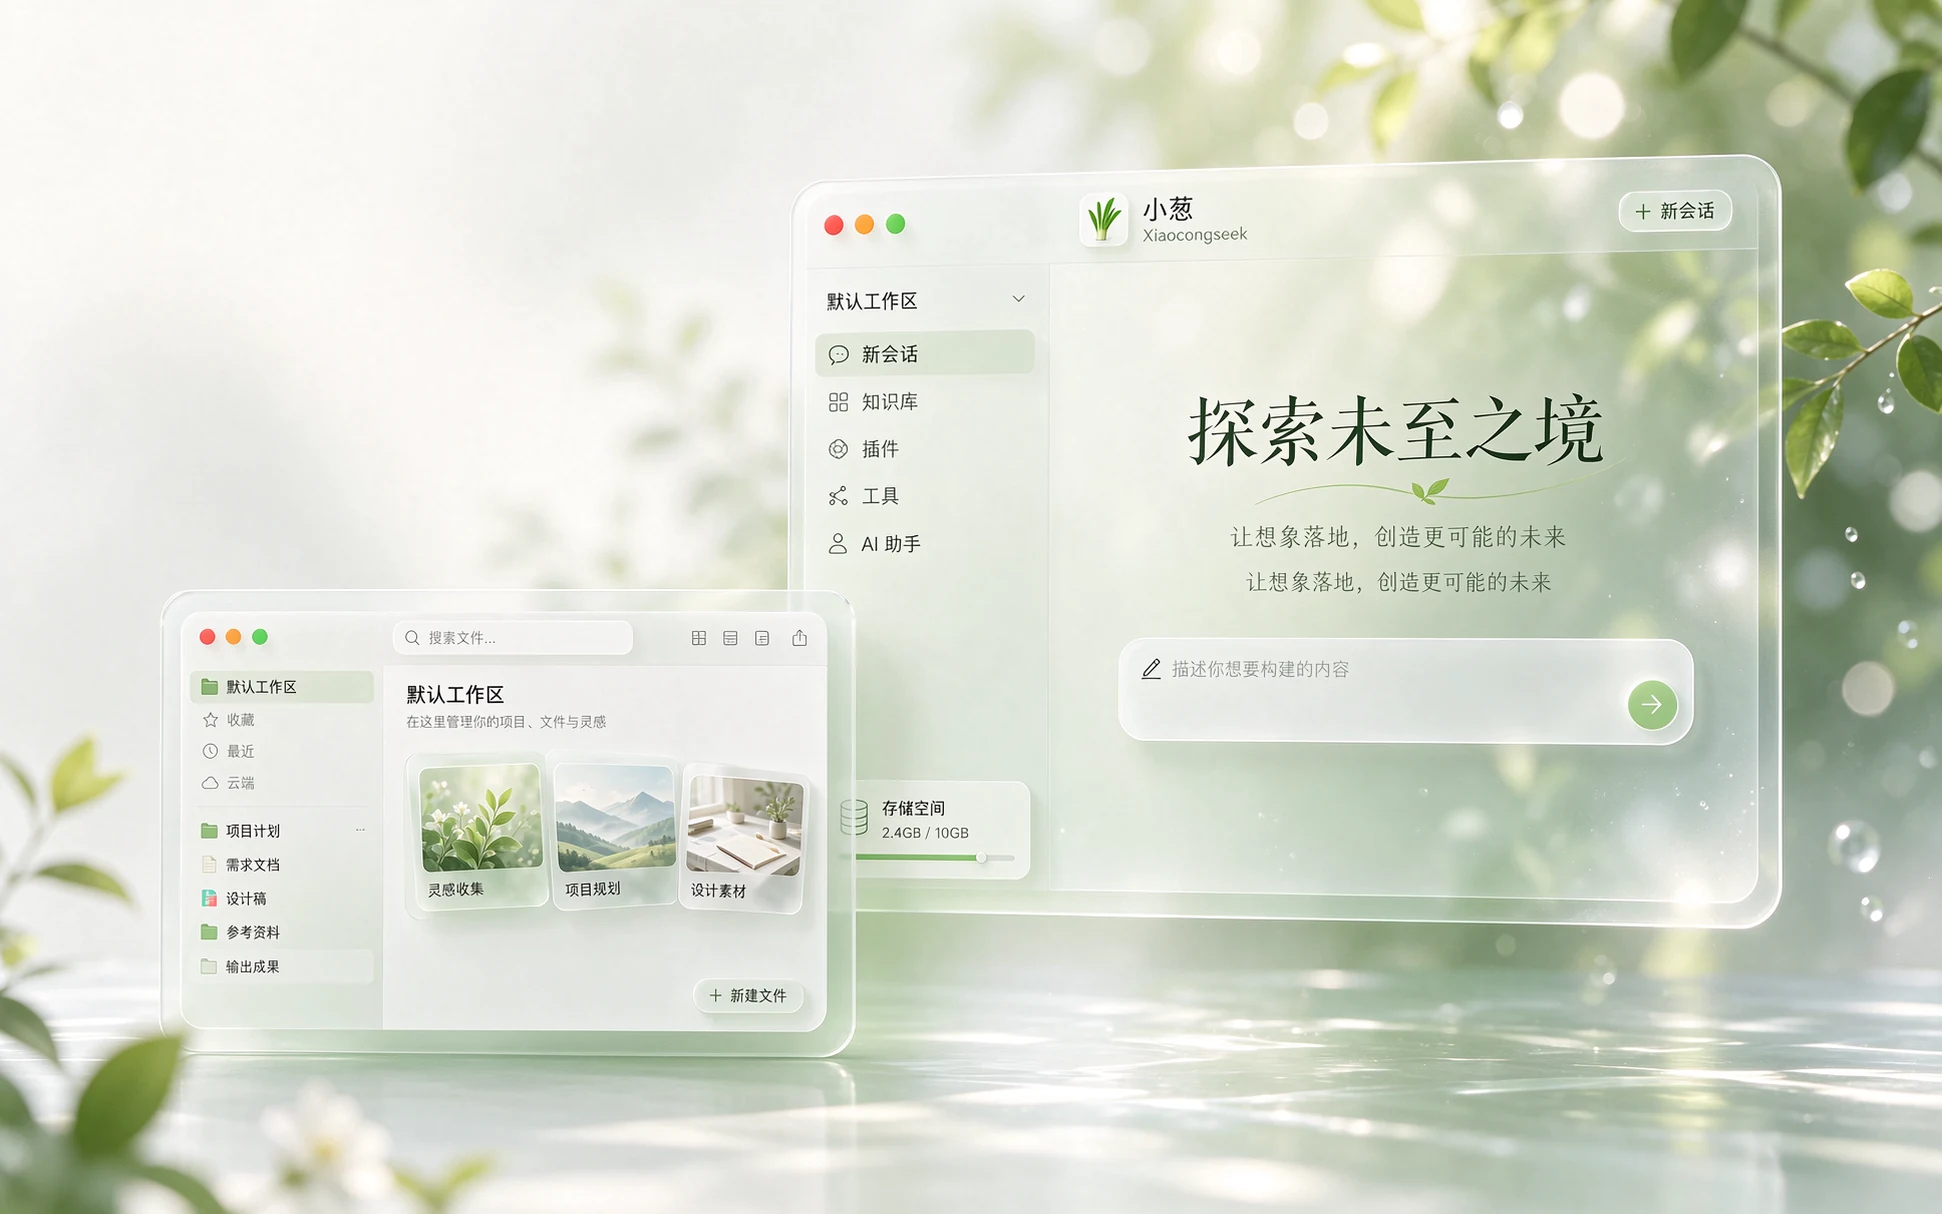 小葱
Xiaocongseek
+ 新会话
默认工作区
新会话
知识库
插件
工具
AI 助手
探索未至之境
让想象落地，创造更可能的未来
让想象落地，创造更可能的未来
描述你想要构建的内容
存储空间
2.4GB / 10GB
搜索文件...
默认工作区
收藏
最近
云端
项目计划
需求文档
设计稿
参考资料
输出成果
默认工作区
在这里管理你的项目、文件与灵感
灵感收集
项目规划
设计素材
+ 新建文件